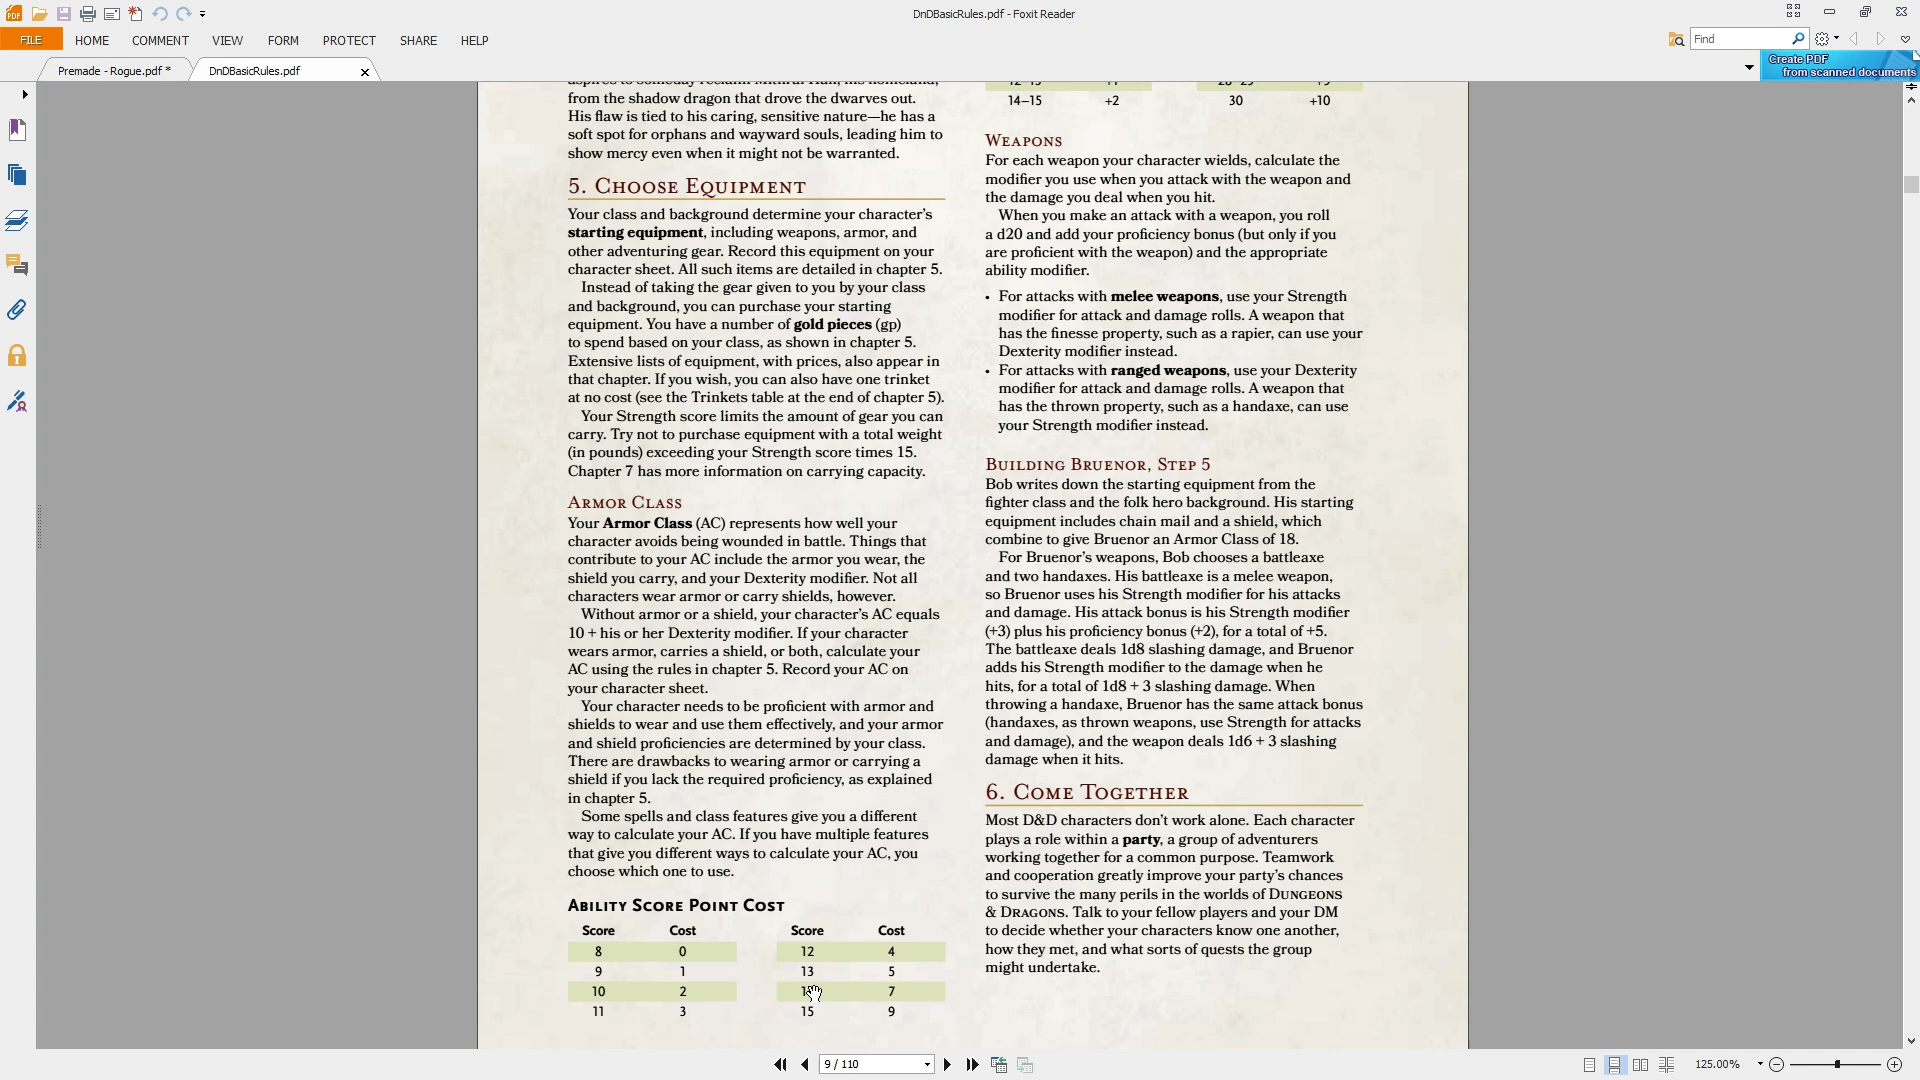 DnDBasicRules.pdf - Foxit Reader
FILE
HOME
COMMENT
VIEW
FORM
PROTECT
SHARE
HELP
Find
Premade - Rogue.pdf *
DnDBasicRules.pdf
Create PDF
from scanned documents
from the shadow dragon that drove the dwarves out.
His flaw is tied to his caring, sensitive nature—he has a
soft spot for orphans and wayward souls, leading him to
show mercy even when it might not be warranted.
5. Choose Equipment
Your class and background determine your character's
starting equipment, including weapons, armor, and
other adventuring gear. Record this equipment on your
character sheet. All such items are detailed in chapter 5.
Instead of taking the gear given to you by your class
and background, you can purchase your starting
equipment. You have a number of gold pieces (gp)
to spend based on your class, as shown in chapter 5.
Extensive lists of equipment, with prices, also appear in
that chapter. If you wish, you can also have one trinket
at no cost (see the Trinkets table at the end of chapter 5).
Your Strength score limits the amount of gear you can
carry. Try not to purchase equipment with a total weight
(in pounds) exceeding your Strength score times 15.
Chapter 7 has more information on carrying capacity.
Armor Class
Your Armor Class (AC) represents how well your
character avoids being wounded in battle. Things that
contribute to your AC include the armor you wear, the
shield you carry, and your Dexterity modifier. Not all
characters wear armor or carry shields, however.
Without armor or a shield, your character's AC equals
10 + his or her Dexterity modifier. If your character
wears armor, carries a shield, or both, calculate your
AC using the rules in chapter 5. Record your AC on
your character sheet.
Your character needs to be proficient with armor and
shields to wear and use them effectively, and your armor
and shield proficiencies are determined by your class.
There are drawbacks to wearing armor or carrying a
shield if you lack the required proficiency, as explained
in chapter 5.
Some spells and class features give you a different
way to calculate your AC. If you have multiple features
that give you different ways to calculate your AC, you
choose which one to use.
Ability Score Point Cost
Score Cost Score Cost
8 0 12 4
9 1 13 5
10 2 7
11 3 15 9
14–15 +2 30 +10
Weapons
For each weapon your character wields, calculate the
modifier you use when you attack with the weapon and
the damage you deal when you hit.
When you make an attack with a weapon, you roll
a d20 and add your proficiency bonus (but only if you
are proficient with the weapon) and the appropriate
ability modifier.
• For attacks with melee weapons, use your Strength
modifier for attack and damage rolls. A weapon that
has the finesse property, such as a rapier, can use your
Dexterity modifier instead.
• For attacks with ranged weapons, use your Dexterity
modifier for attack and damage rolls. A weapon that
has the thrown property, such as a handaxe, can use
your Strength modifier instead.
Building Bruenor, Step 5
Bob writes down the starting equipment from the
fighter class and the folk hero background. His starting
equipment includes chain mail and a shield, which
combine to give Bruenor an Armor Class of 18.
For Bruenor's weapons, Bob chooses a battleaxe
and two handaxes. His battleaxe is a melee weapon,
so Bruenor uses his Strength modifier for his attacks
and damage. His attack bonus is his Strength modifier
(+3) plus his proficiency bonus (+2), for a total of +5.
The battleaxe deals 1d8 slashing damage, and Bruenor
adds his Strength modifier to the damage when he
hits, for a total of 1d8 + 3 slashing damage. When
throwing a handaxe, Bruenor has the same attack bonus
(handaxes, as thrown weapons, use Strength for attacks
and damage), and the weapon deals 1d6 + 3 slashing
damage when it hits.
6. Come Together
Most D&D characters don't work alone. Each character
plays a role within a party, a group of adventurers
working together for a common purpose. Teamwork
and cooperation greatly improve your party's chances
to survive the many perils in the worlds of Dungeons
& Dragons. Talk to your fellow players and your DM
to decide whether your characters know one another,
how they met, and what sorts of quests the group
might undertake.
9 / 110
125.00%